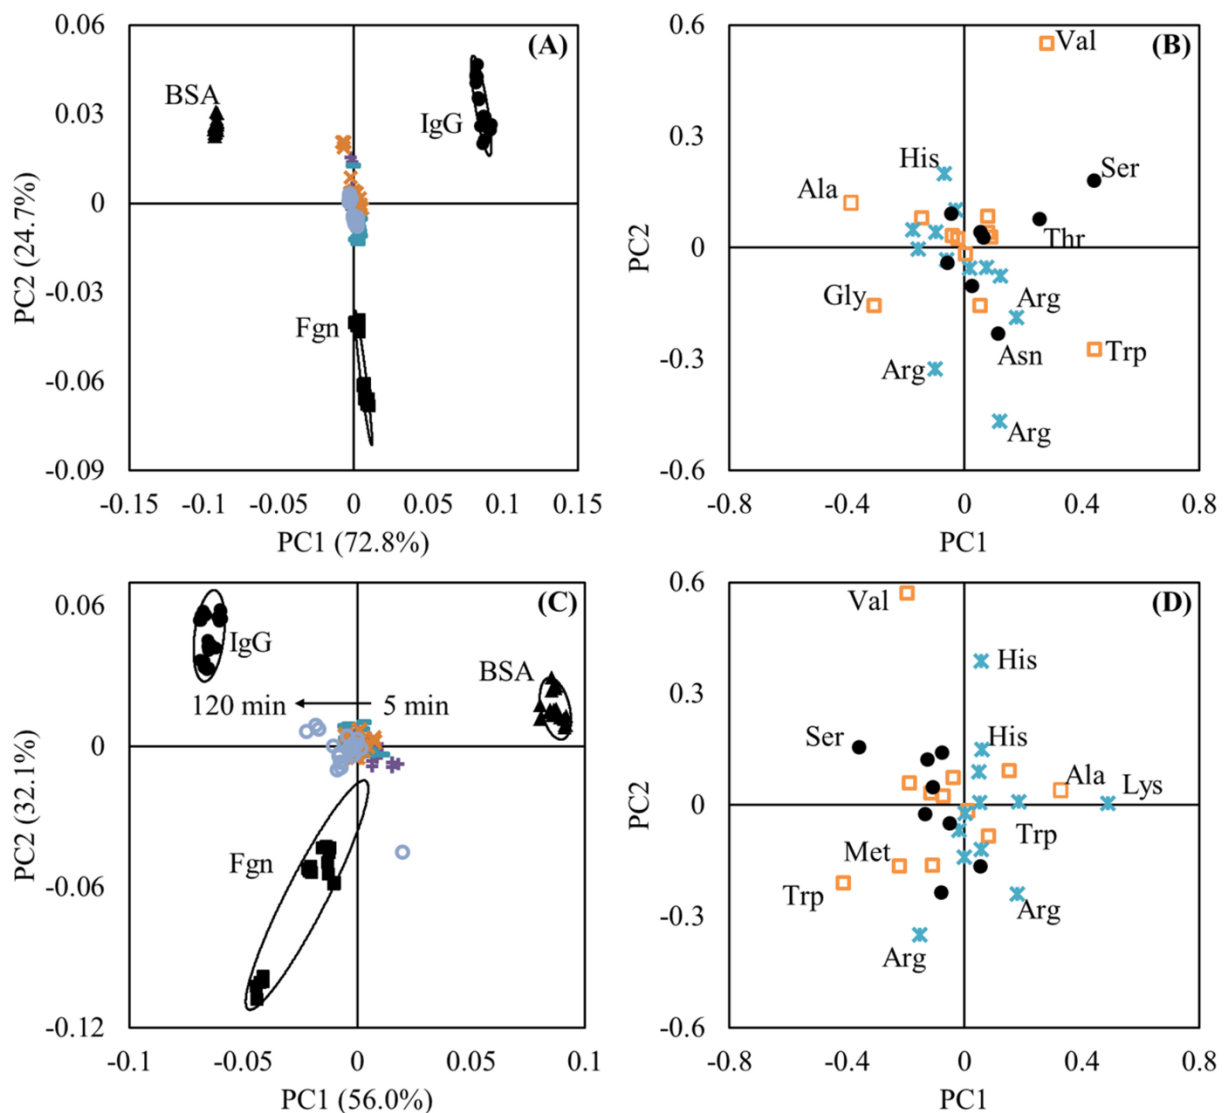 (A)
0.06
0.03
0
-0.03
-0.06
-0.09
PC2 (24.7%)
BSA
IgG
Fgn
-0.15 -0.1 -0.05 0 0.05 0.1 0.15
PC1 (72.8%)
(B)
0.6
0.3
0
-0.3
-0.6
PC2
Val
His
Ser
Ala
Thr
Gly
Arg
Asn
Trp
Arg
Arg
-0.8 -0.4 0 0.4 0.8
PC1
(C)
0.06
0
-0.06
-0.12
PC2 (32.1%)
IgG
BSA
120 min
5 min
Fgn
-0.1 -0.05 0 0.05 0.1
PC1 (56.0%)
(D)
0.6
0.3
0
-0.3
-0.6
PC2
Val
His
Ser
His
Ala
Lys
Met
Trp
Trp
Arg
Arg
-0.8 -0.4 0 0.4 0.8
PC1